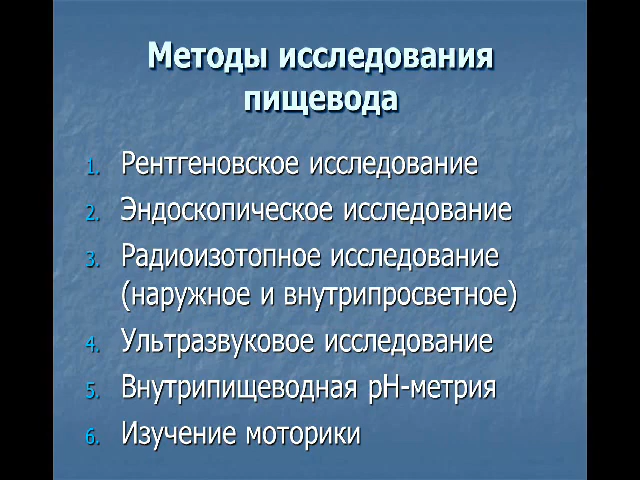 Методы исследования
пищевода
1. Рентгеновское исследование
2. Эндоскопическое исследование
3. Радиоизотопное исследование
(наружное и внутрипросветное)
4. Ультразвуковое исследование
5. Внутрипищеводная рН-метрия
6. Изучение моторики